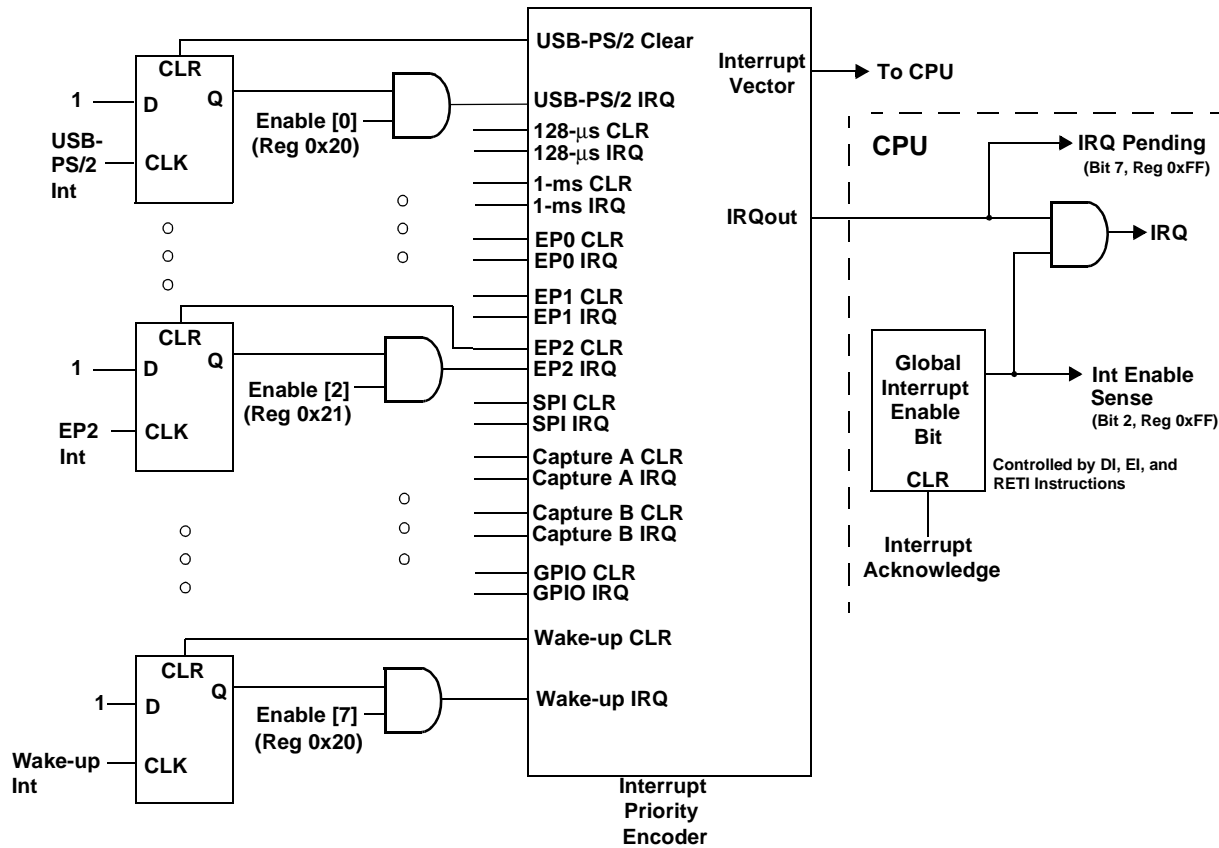 USB-PS/2 Clear
CLR
Q
1
D
USB-
PS/2
Int
CLK
Enable [0]
(Reg 0x20)
USB-PS/2 IRQ
128-μs CLR
128-μs IRQ
1-ms CLR
1-ms IRQ
EP0 CLR
EP0 IRQ
EP1 CLR
EP1 IRQ
CLR
Q
1
D
EP2
Int
CLK
Enable [2]
(Reg 0x21)
EP2 CLR
EP2 IRQ
SPI CLR
SPI IRQ
Capture A CLR
Capture A IRQ
Capture B CLR
Capture B IRQ
GPIO CLR
GPIO IRQ
Wake-up CLR
CLR
Q
1
D
Wake-up
Int
CLK
Enable [7]
(Reg 0x20)
Wake-up IRQ
Interrupt
Priority
Encoder
Interrupt
Vector
To CPU
CPU
IRQ Pending
(Bit 7, Reg 0xFF)
IRQout
IRQ
Global
Interrupt
Enable
Bit
CLR
Int Enable
Sense
(Bit 2, Reg 0xFF)
Controlled by DI, EI, and
RETI Instructions
Interrupt
Acknowledge